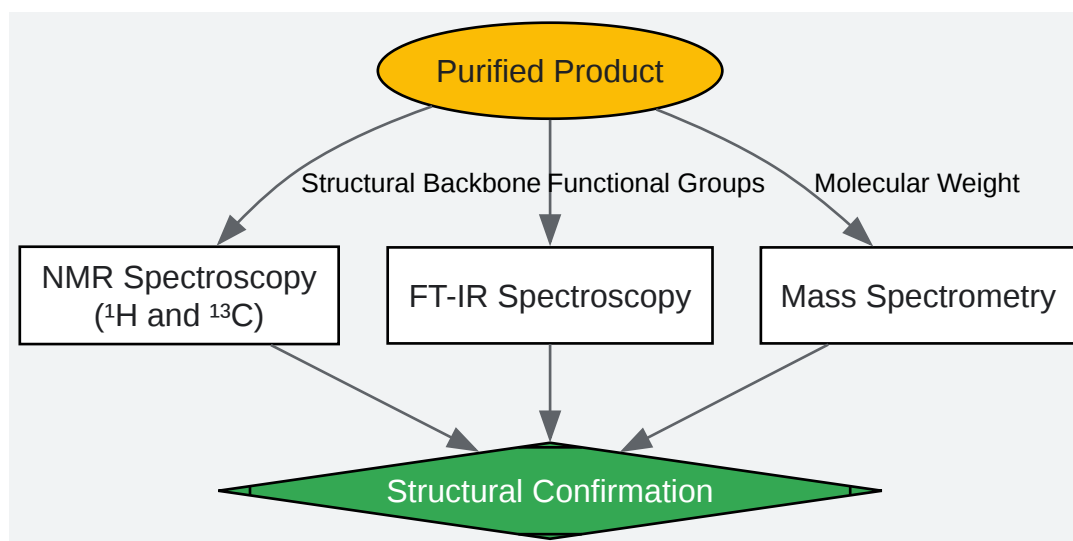 Purified Product
Structural Backbone
Functional Groups
Molecular Weight
NMR Spectroscopy
(¹H and ¹³C)
FT-IR Spectroscopy
Mass Spectrometry
Structural Confirmation